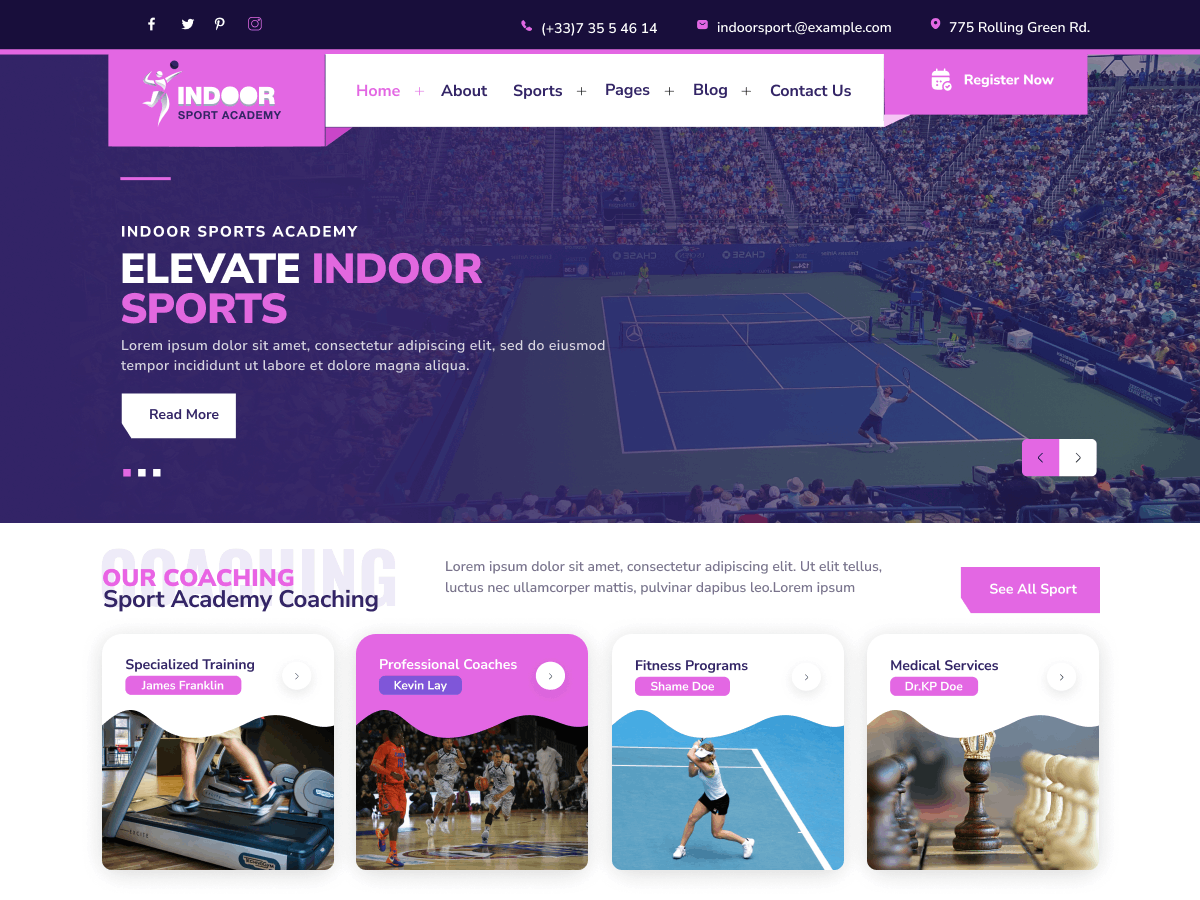 (+33)7 35 5 46 14
indoorsport.@example.com
775 Rolling Green Rd.
INDOOR
SPORT ACADEMY
Home + About Sports + Pages + Blog + Contact Us
Register Now
INDOOR SPORTS ACADEMY
ELEVATE INDOOR
SPORTS
Lorem ipsum dolor sit amet, consectetur adipiscing elit, sed do eiusmod
tempor incididunt ut labore et dolore magna aliqua.
Read More
COACHING
OUR COACHING
Sport Academy Coaching
Lorem ipsum dolor sit amet, consectetur adipiscing elit. Ut elit tellus,
luctus nec ullamcorper mattis, pulvinar dapibus leo.Lorem ipsum
See All Sport
Specialized Training
James Franklin
Professional Coaches
Kevin Lay
Fitness Programs
Shame Doe
Medical Services
Dr.KP Doe